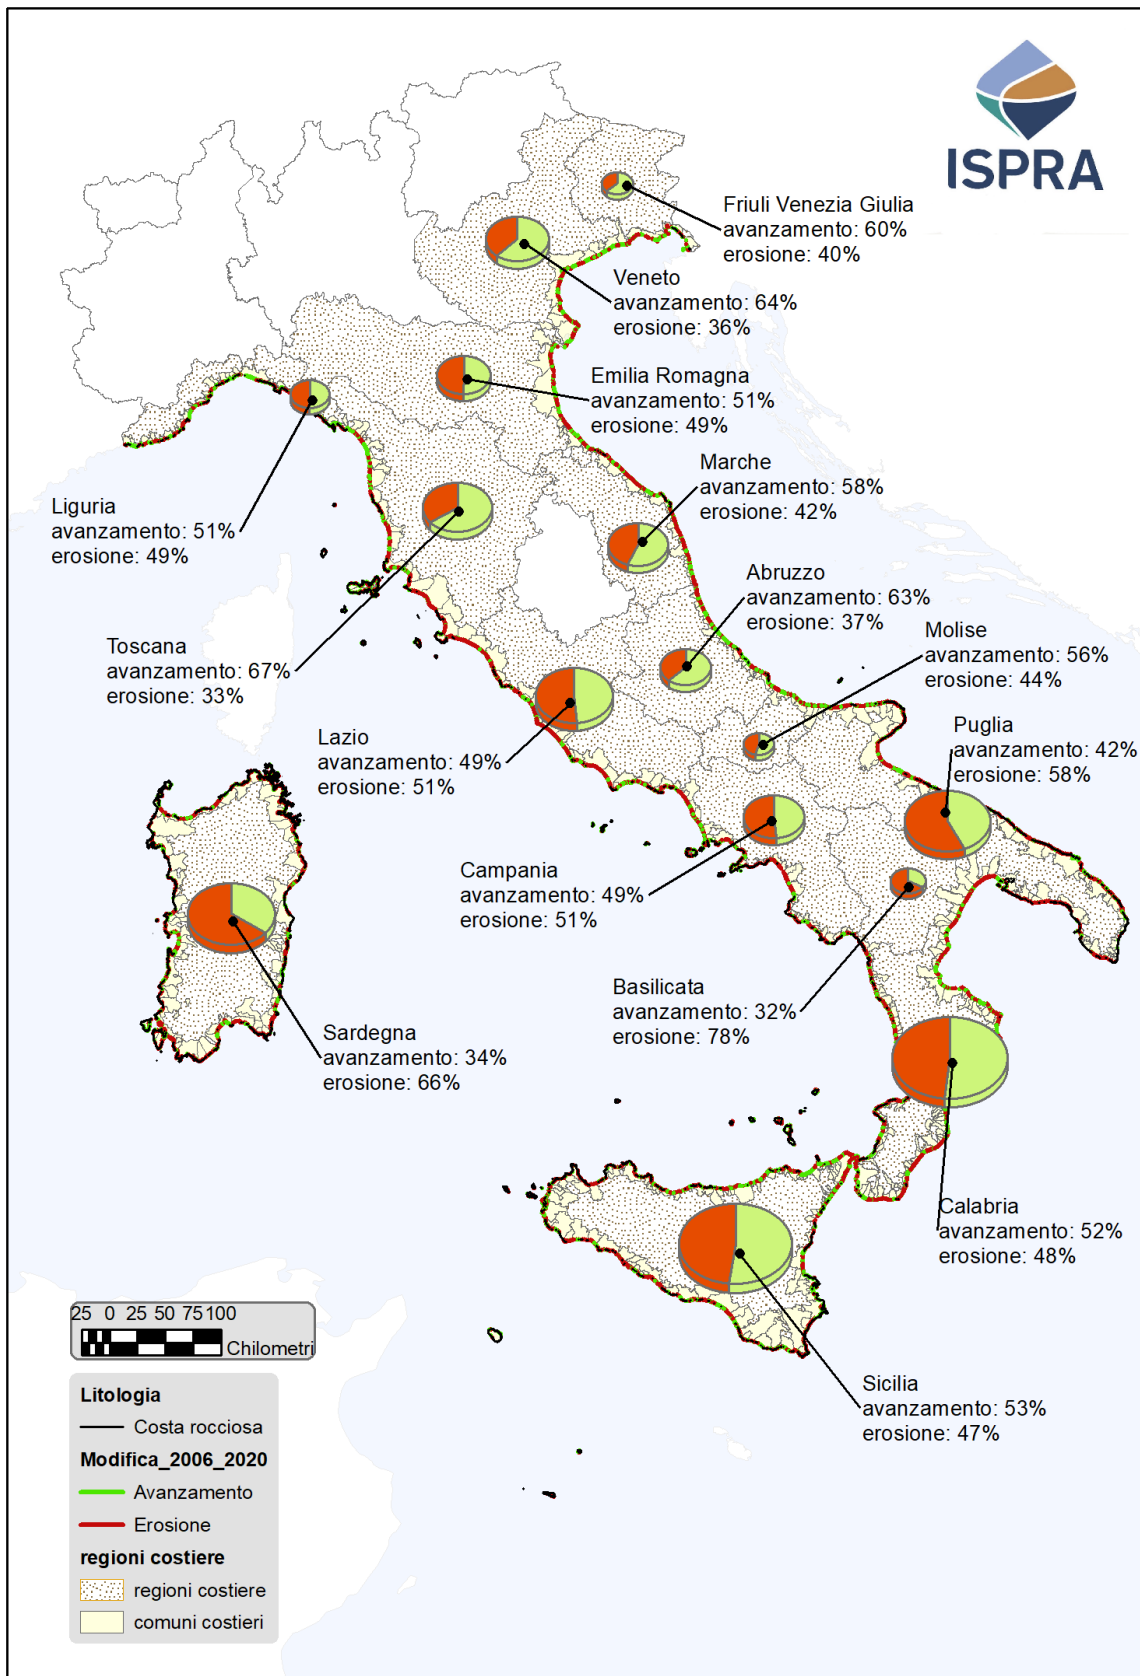 ISPRA
Friuli Venezia Giulia
avanzamento: 60%
erosione: 40%
Veneto
avanzamento: 64%
erosione: 36%
Emilia Romagna
avanzamento: 51%
erosione: 49%
Marche
avanzamento: 58%
erosione: 42%
Liguria
avanzamento: 51%
erosione: 49%
Abruzzo
avanzamento: 63%
erosione: 37%
Molise
avanzamento: 56%
erosione: 44%
Toscana
avanzamento: 67%
erosione: 33%
Puglia
avanzamento: 42%
erosione: 58%
Lazio
avanzamento: 49%
erosione: 51%
Campania
avanzamento: 49%
erosione: 51%
Basilicata
avanzamento: 32%
erosione: 78%
Sardegna
avanzamento: 34%
erosione: 66%
Calabria
avanzamento: 52%
erosione: 48%
Sicilia
avanzamento: 53%
erosione: 47%
25 0 25 50 75 100
Chilometri
Litologia
Costa rocciosa
Modifica_2006_2020
Avanzamento
Erosione
regioni costiere
regioni costiere
comuni costieri